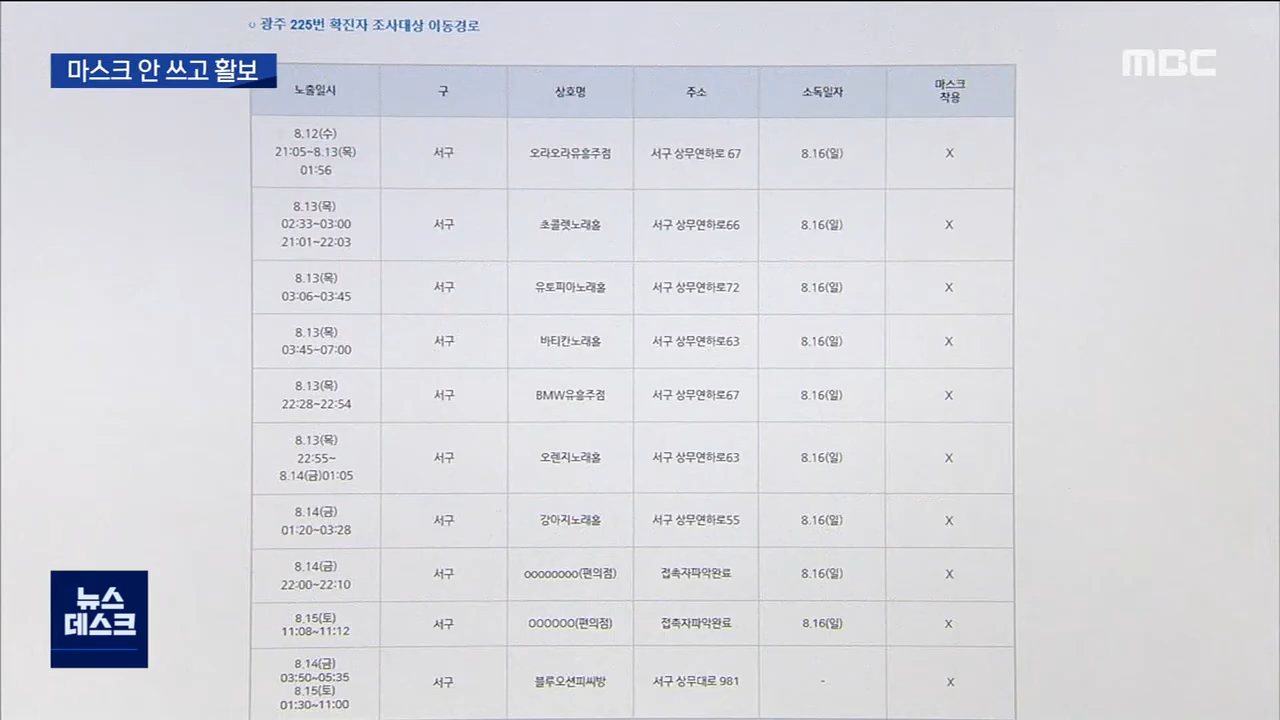 ○ 광주 225번 확진자 조사대상 이동경로
마스크 안 쓰고 활보
MBC
노출일시 구 상호명 주소 소독일자 마스크 착용
8.12(수) 21:05~8.13(목) 01:56 서구 오라오라유흥주점 서구 상무연하로 67 8.16(일) X
8.13(목) 02:33~03:00 21:01~22:03 서구 초콜렛노래홀 서구 상무연하로66 8.16(일) X
8.13(목) 03:06~03:45 서구 유토피아노래홀 서구 상무연하로72 8.16(일) X
8.13(목) 03:45~07:00 서구 바티칸노래홀 서구 상무연하로63 8.16(일) X
8.13(목) 22:28~22:54 서구 BMW유흥주점 서구 상무연하로67 8.16(일) X
8.13(목) 22:55~ 8.14(금)01:05 서구 오렌지노래홀 서구 상무연하로63 8.16(일) X
8.14(금) 01:20~03:28 서구 강아지노래홀 서구 상무연하로55 8.16(일) X
8.14(금) 22:00~22:10 서구 oooooooo(편의점) 접촉자파악완료 8.16(일) X
8.15(토) 11:08~11:12 서구 OOOOOO(편의점) 접촉자파악완료 8.16(일) X
8.14(금) 03:50~05:35 8.15(토) 01:30~11:00 서구 블루오션피씨방 서구 상무대로 981 - X
뉴스
데스크